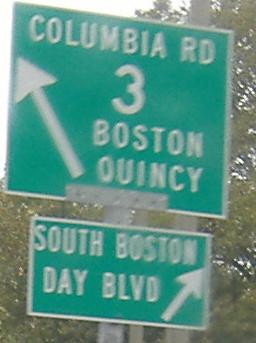 COLUMBIA RD
3
BOSTON
QUINCY
SOUTH BOSTON
DAY BLVD